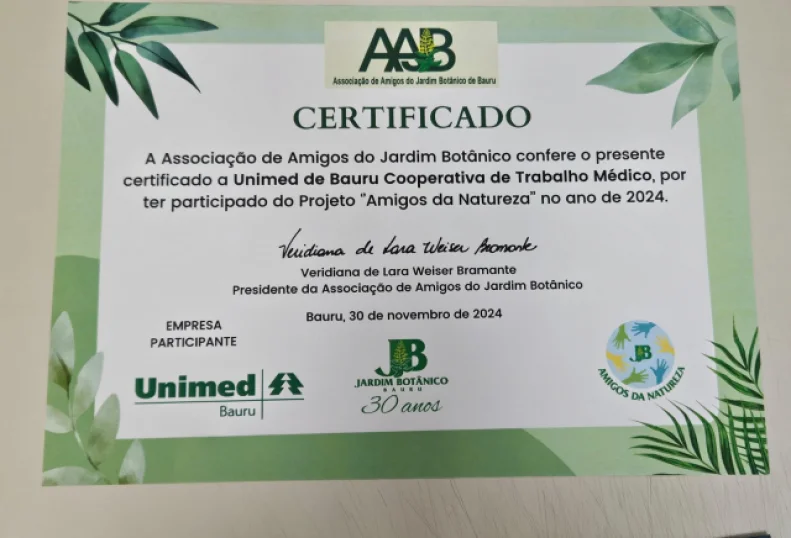 AAJB
Associação de Amigos do Jardim Botânico de Bauru
CERTIFICADO
A Associação de Amigos do Jardim Botânico confere o presente
certificado a Unimed de Bauru Cooperativa de Trabalho Médico, por
ter participado do Projeto "Amigos da Natureza" no ano de 2024.
Veridiana de Lara Weiser Bramante
Veridiana de Lara Weiser Bramante
Presidente da Associação de Amigos do Jardim Botânico
Bauru, 30 de novembro de 2024
EMPRESA
PARTICIPANTE
Unimed
Bauru
JB
JARDIM BOTÂNICO
BAURU
30 anos
JB
AMIGOS DA NATUREZA